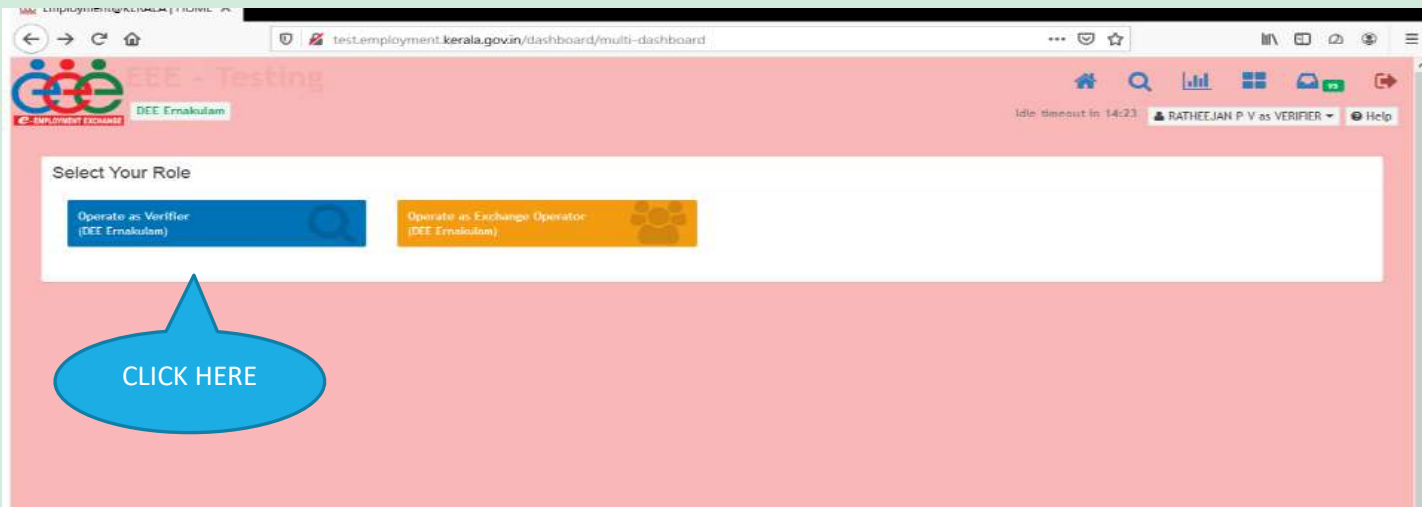 Employment@KERALA | HOME ×
test.employment.kerala.gov.in/dashboard/multi-dashboard
EEE - Testing
e-EMPLOYMENT EXCHANGE
DEE Ernakulam
Idle timeout in 14:23
RATHEEJAN P V as VERIFIER
Help
Select Your Role
Operate as Verifier
(DEE Ernakulam)
Operate as Exchange Operator
(DEE Ernakulam)
CLICK HERE